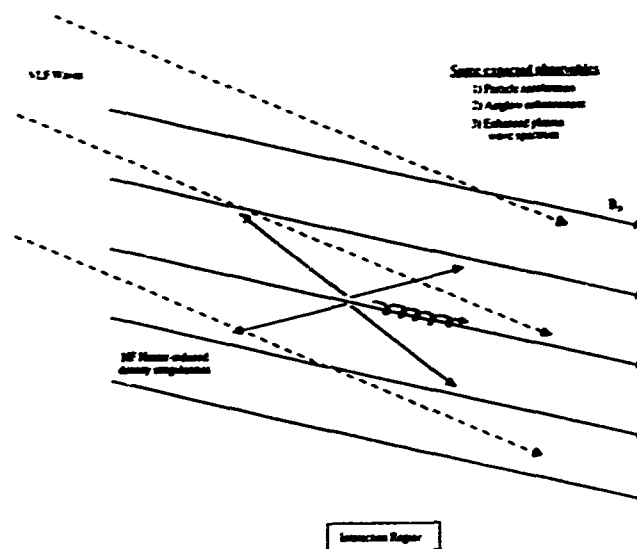 VLF Waves
Some expected observables
1) Particle acceleration
2) Airglow enhancement
3) Enhanced plasma
wave spectrum
B
HF Heater-induced
density irregularities
Interaction Region